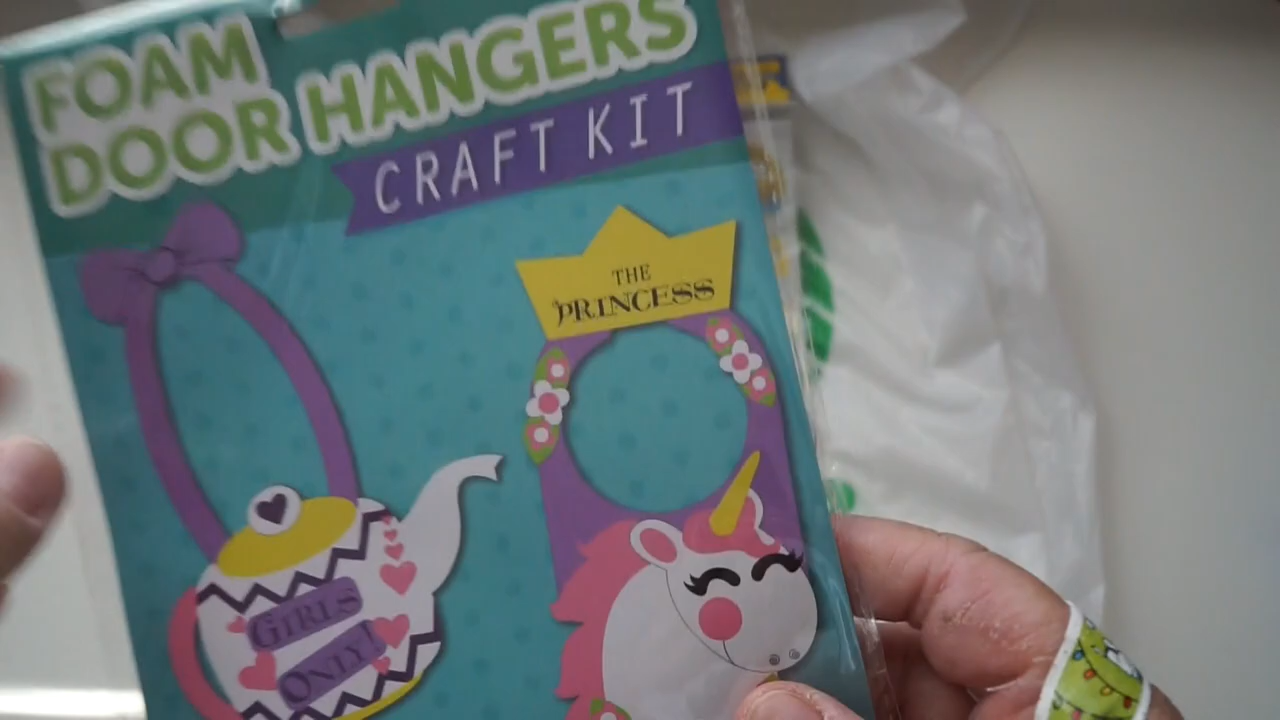 FOAM
DOOR HANGERS
CRAFT KIT
THE
PRINCESS
GIRLS
ONLY!